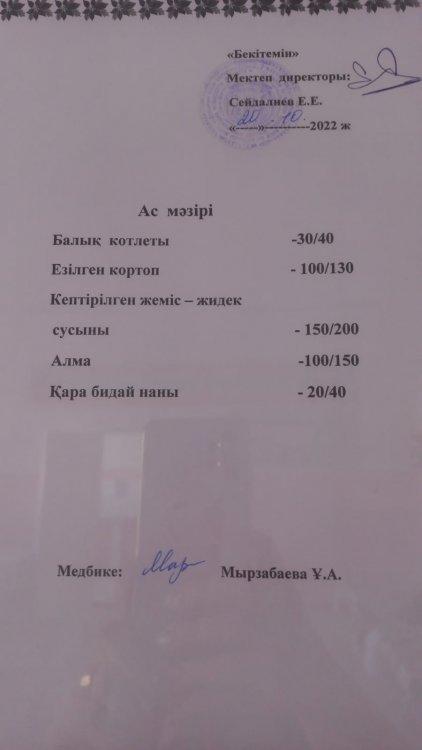 «Бекітемін»
Мектеп директоры:
Сейдалиев Е.Е.
«-----»----------2022 ж
20 . 10.
Ас мәзірі
Балық котлеты -30/40
Езілген кортоп - 100/130
Кептірілген жеміс – жидек
сусыны - 150/200
Алма -100/150
Қара бидай наны - 20/40
Медбике: Мырзабаева Ұ.А.